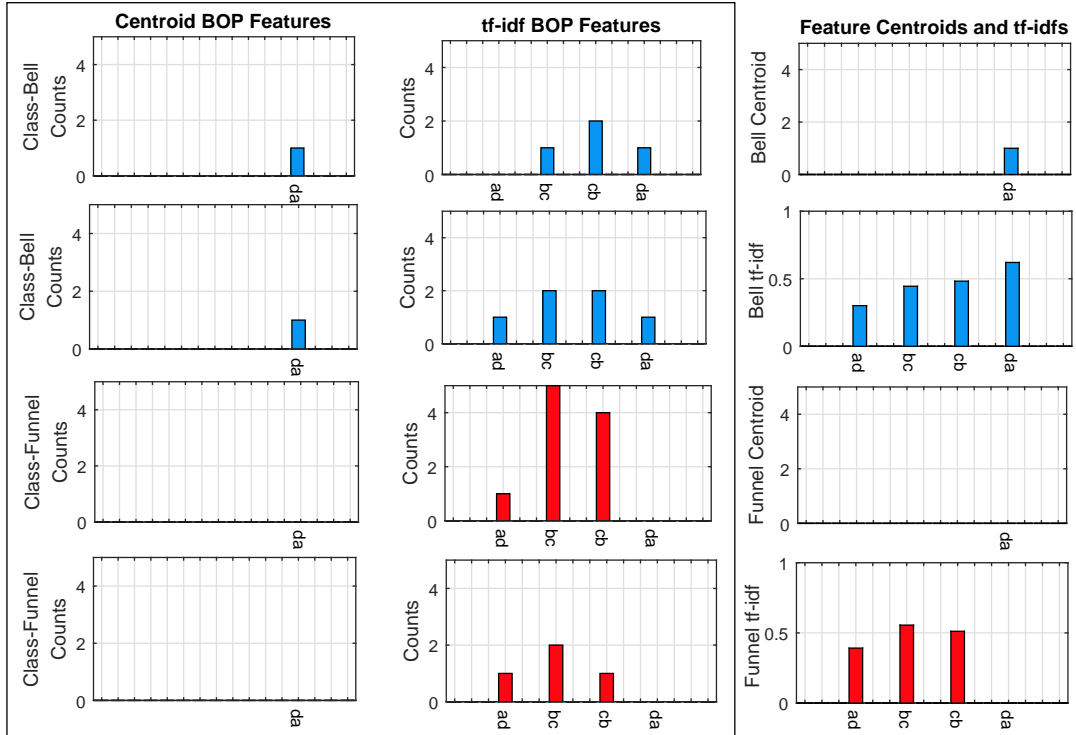 Centroid BOP Features
Class-Bell
Counts
4
2
0
da
Class-Bell
Counts
4
2
0
da
Class-Funnel
Counts
4
2
0
da
Class-Funnel
Counts
4
2
0
da
tf-idf BOP Features
Counts
4
2
0
ad bc cb da
Counts
4
2
0
ad bc cb da
Counts
4
2
0
ad bc cb da
Counts
4
2
0
ad bc cb da
Feature Centroids and tf-idfs
Bell Centroid
4
2
0
da
Bell tf-idf
1
0.5
0
ad bc cb da
Funnel Centroid
4
2
0
da
Funnel tf-idf
1
0.5
0
ad bc cb da